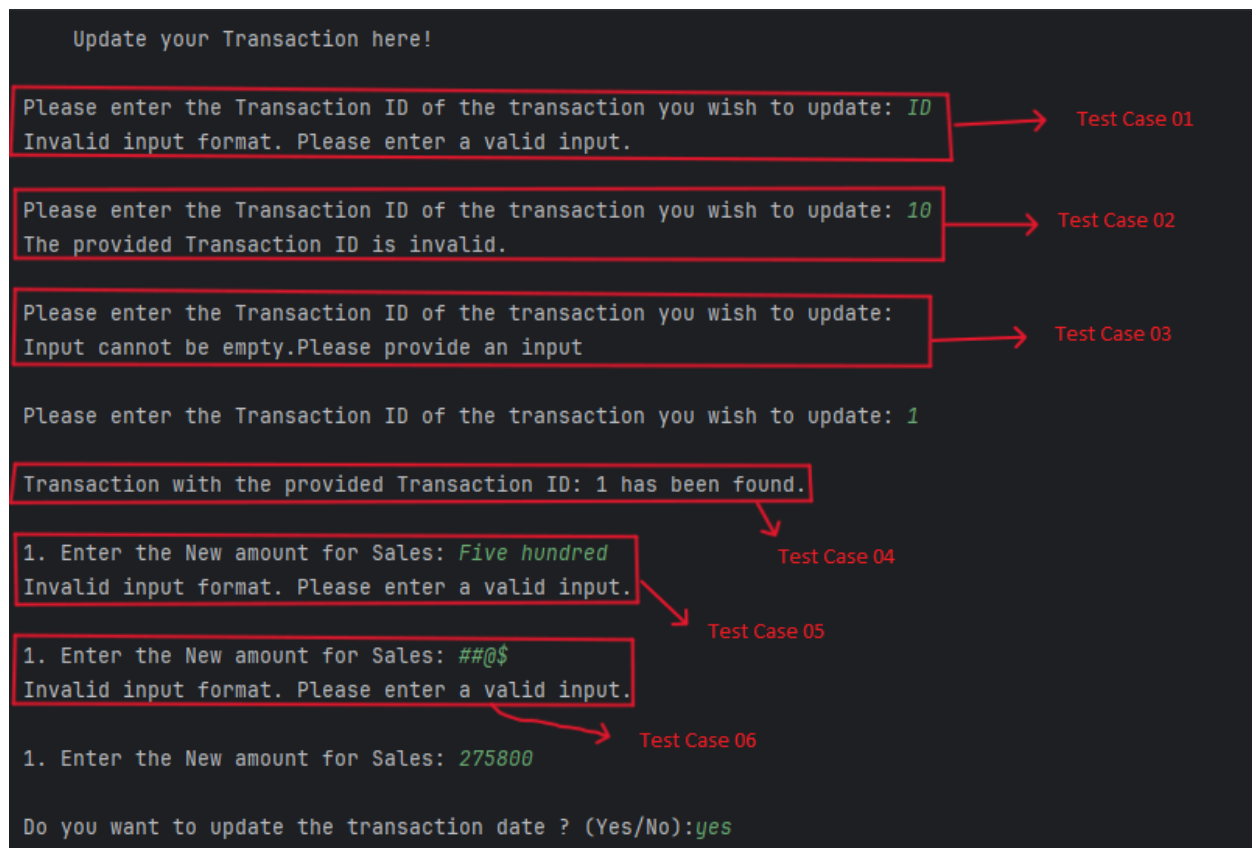 Update your Transaction here!
Please enter the Transaction ID of the transaction you wish to update: ID
Test Case 01
Invalid input format. Please enter a valid input.
Please enter the Transaction ID of the transaction you wish to update: 10
Test Case 02
The provided Transaction ID is invalid.
Please enter the Transaction ID of the transaction you wish to update:
Test Case 03
Input cannot be empty.Please provide an input
Please enter the Transaction ID of the transaction you wish to update: 1
Transaction with the provided Transaction ID: 1 has been found.
Test Case 04
1. Enter the New amount for Sales: Five hundred
Invalid input format. Please enter a valid input.
Test Case 05
1. Enter the New amount for Sales: ##@$
Invalid input format. Please enter a valid input.
Test Case 06
1. Enter the New amount for Sales: 275800
Do you want to update the transaction date ? (Yes/No):yes